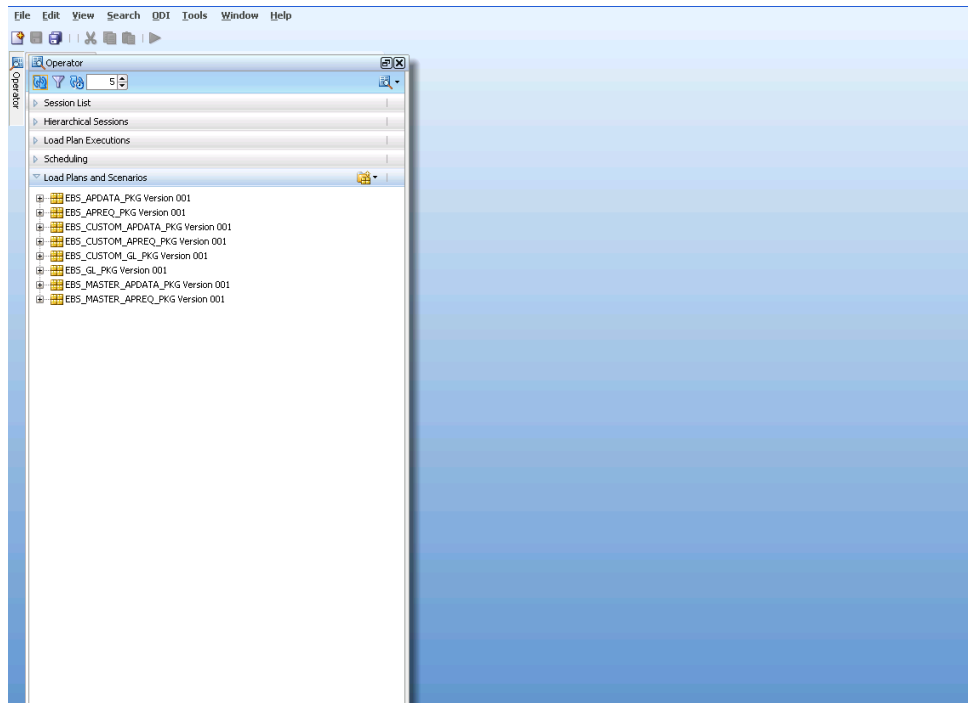 File Edit View Search ODI Tools Window Help
Operator
Operator
5
Session List
Hierarchical Sessions
Load Plan Executions
Scheduling
Load Plans and Scenarios
EBS_APDATA_PKG Version 001
EBS_APREQ_PKG Version 001
EBS_CUSTOM_APDATA_PKG Version 001
EBS_CUSTOM_APREQ_PKG Version 001
EBS_CUSTOM_GL_PKG Version 001
EBS_GL_PKG Version 001
EBS_MASTER_APDATA_PKG Version 001
EBS_MASTER_APREQ_PKG Version 001